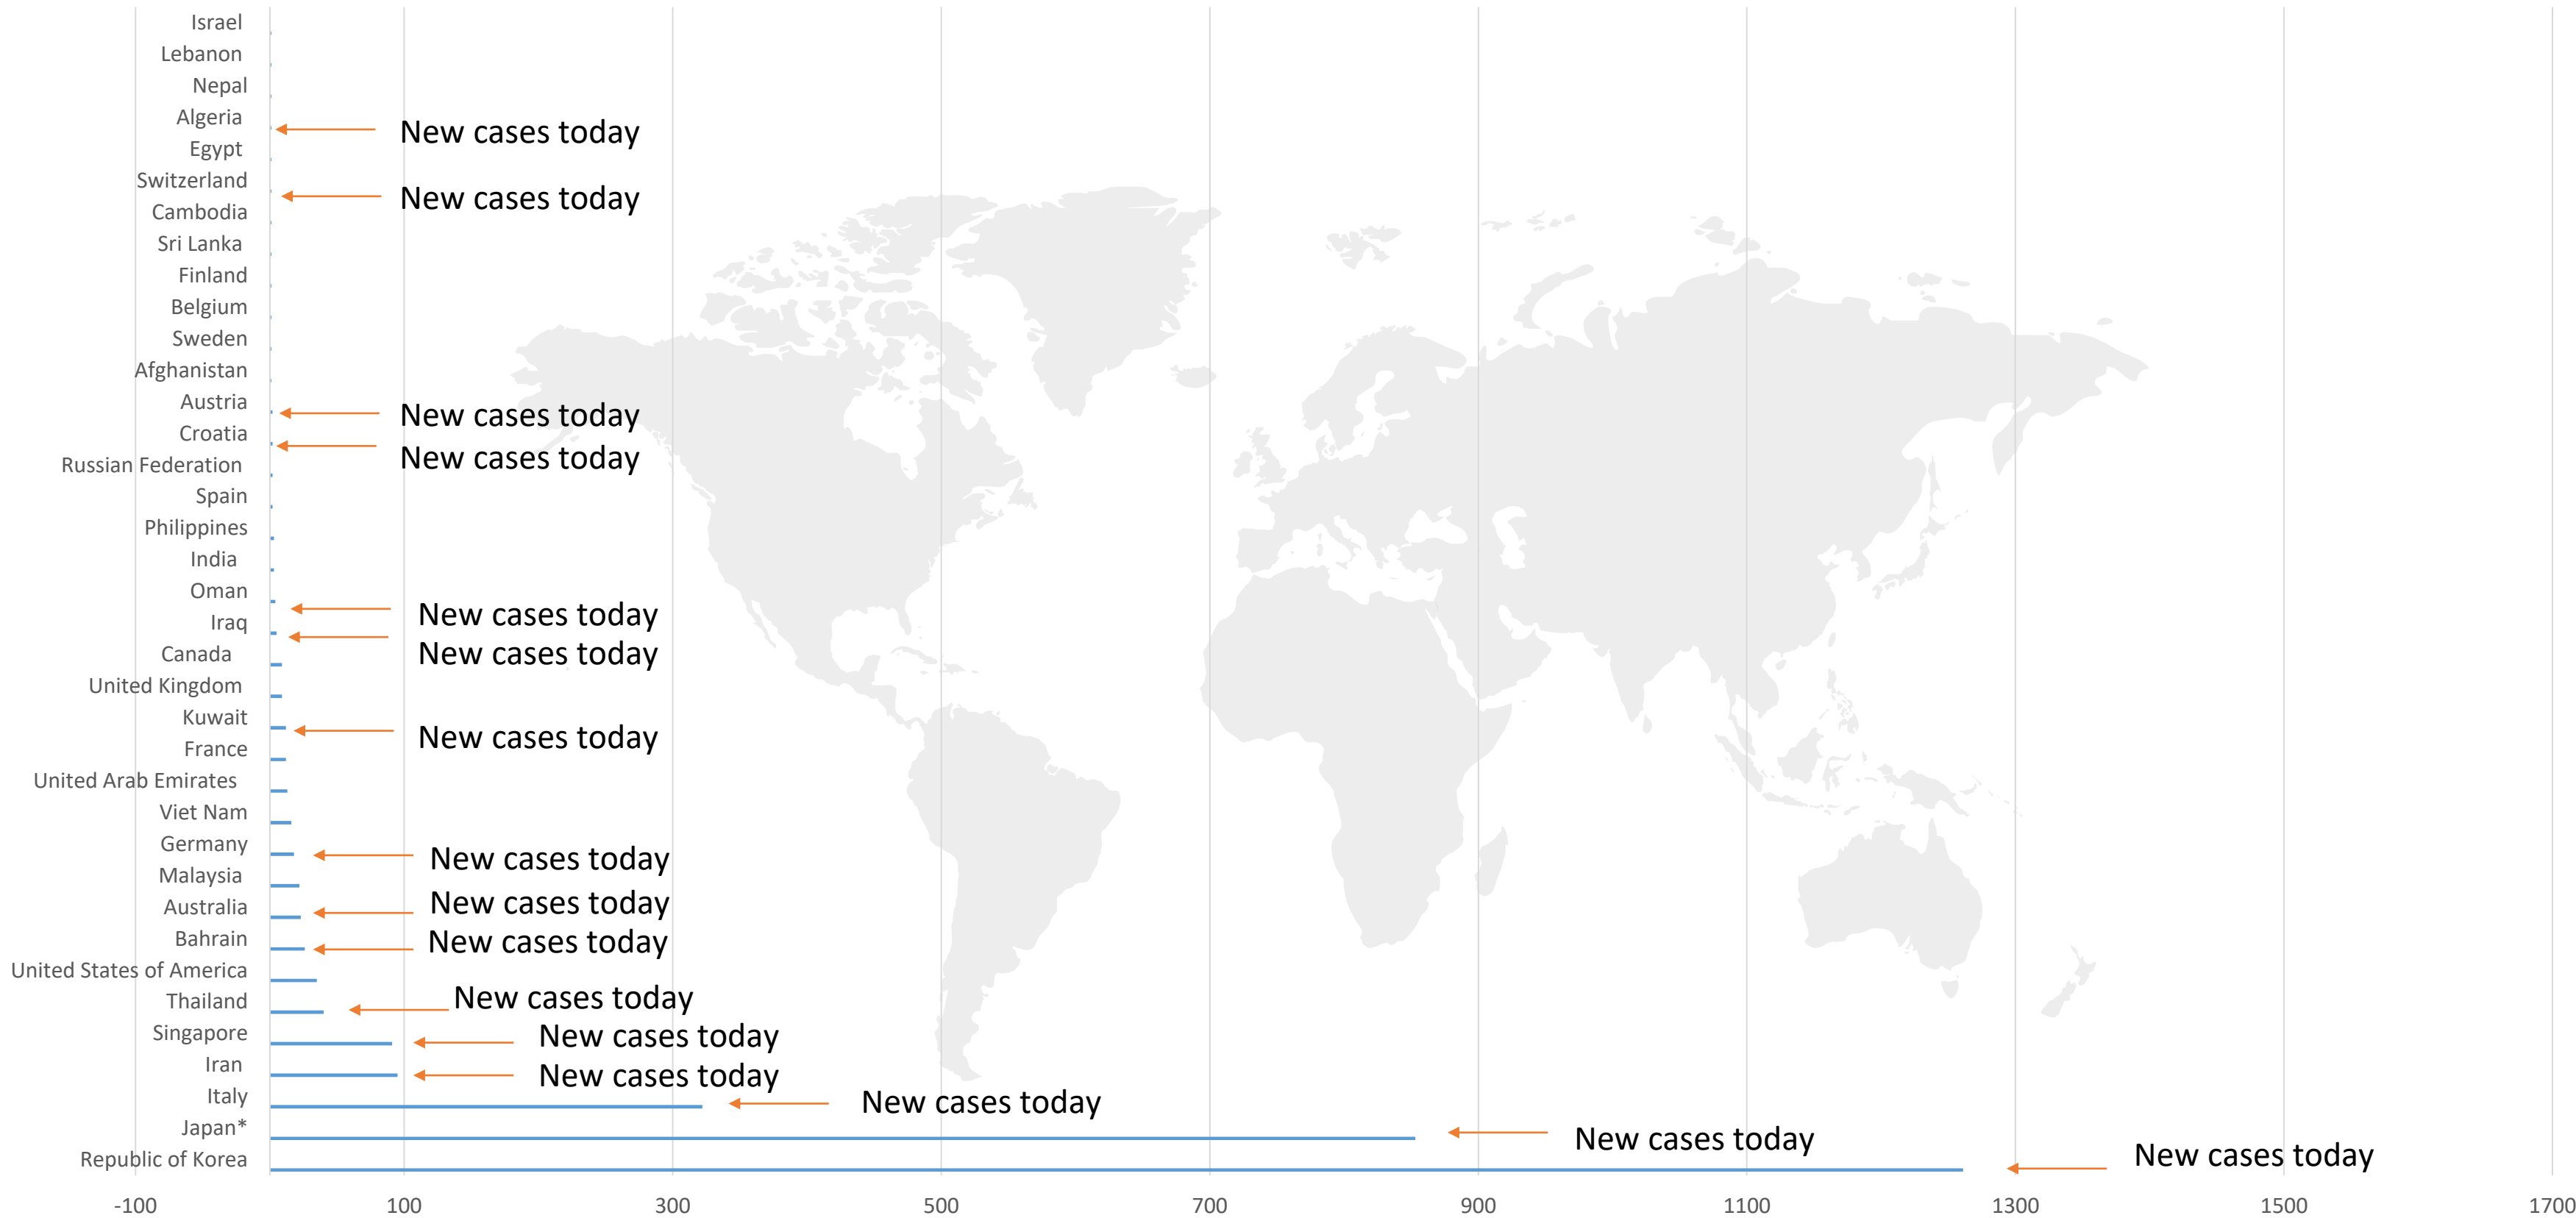 Israel
Lebanon
Nepal
Algeria
New cases today
Egypt
Switzerland
New cases today
Cambodia
Sri Lanka
Finland
Belgium
Sweden
Afghanistan
Austria
New cases today
Croatia
New cases today
Russian Federation
Spain
Philippines
India
Oman
New cases today
Iraq
New cases today
Canada
United Kingdom
Kuwait
New cases today
France
United Arab Emirates
Viet Nam
Germany
New cases today
Malaysia
Australia
New cases today
Bahrain
New cases today
United States of America
Thailand
New cases today
Singapore
New cases today
Iran
New cases today
Italy
New cases today
Japan*
New cases today
Republic of Korea
New cases today
-100 100 300 500 700 900 1100 1300 1500 1700